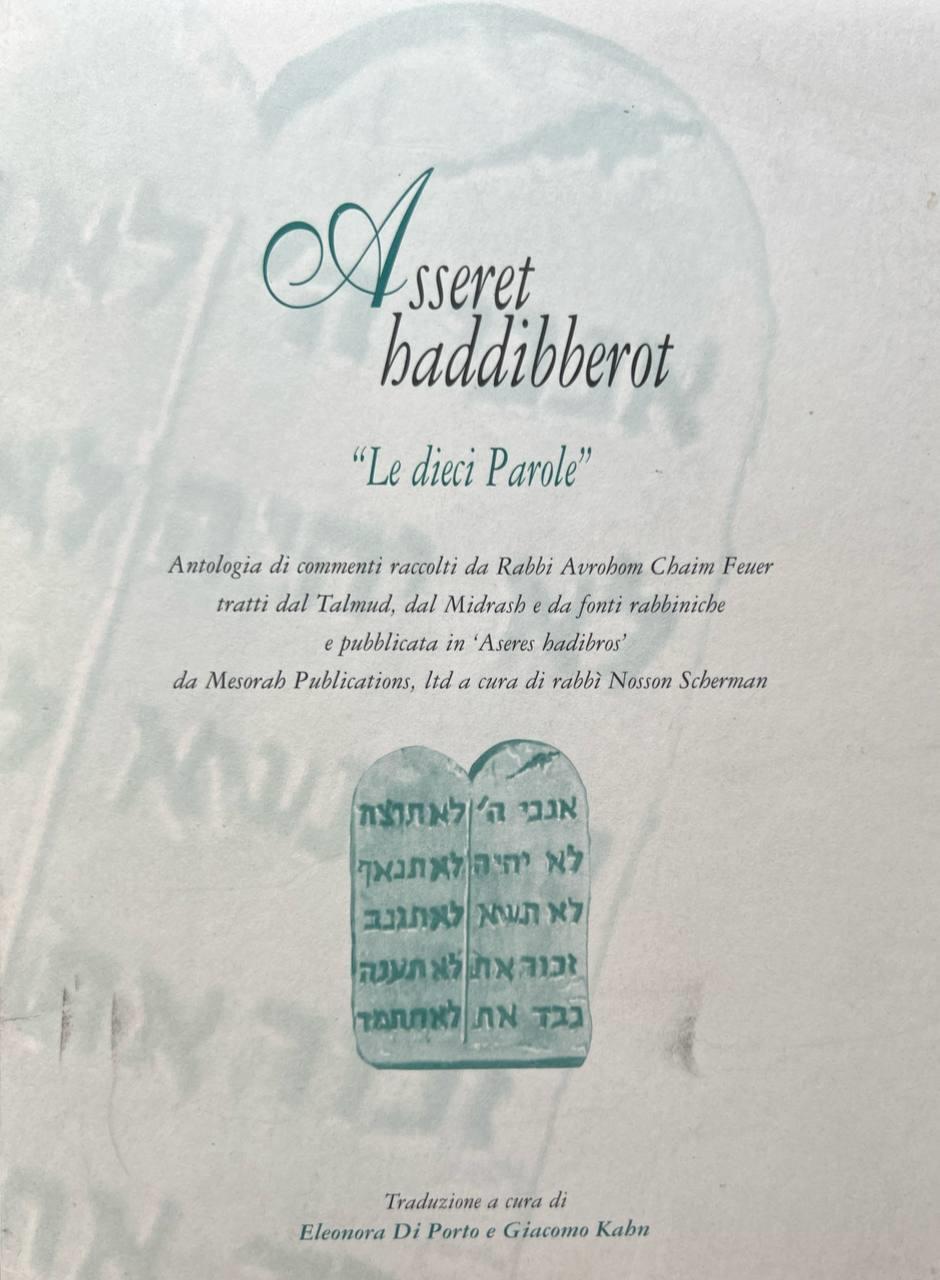 Asseret
haddibberot
“Le dieci Parole”
Antologia di commenti raccolti da Rabbi Avrohom Chaim Feuer
tratti dal Talmud, dal Midrash e da fonti rabbiniche
e pubblicata in ‘Aseres hadibros’
da Mesorah Publications, ltd a cura di rabbì Nosson Scherman
אנכי ה׳
לא יהיה
לא תשא
זכור את
כבד את
לא תרצח
לא תנאף
לא תגנב
לא תענה
לא תחמד
Traduzione a cura di
Eleonora Di Porto e Giacomo Kahn